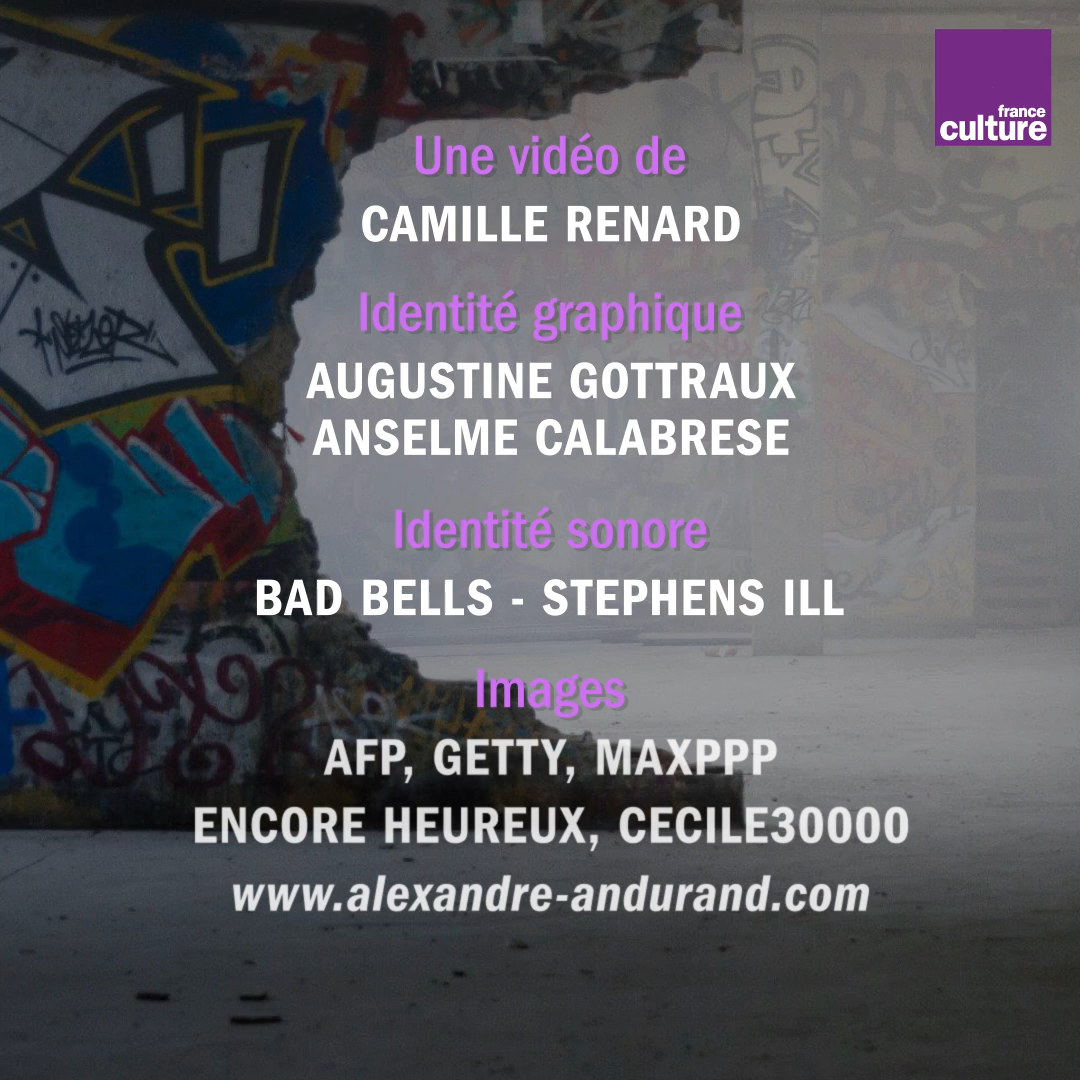 france
culture
Une vidéo de
CAMILLE RENARD
Identité graphique
AUGUSTINE GOTTRAUX
ANSELME CALABRESE
Identité sonore
BAD BELLS - STEPHENS ILL
Images
AFP, GETTY, MAXPPP
ENCORE HEUREUX, CECILE30000
www.alexandre-andurand.com